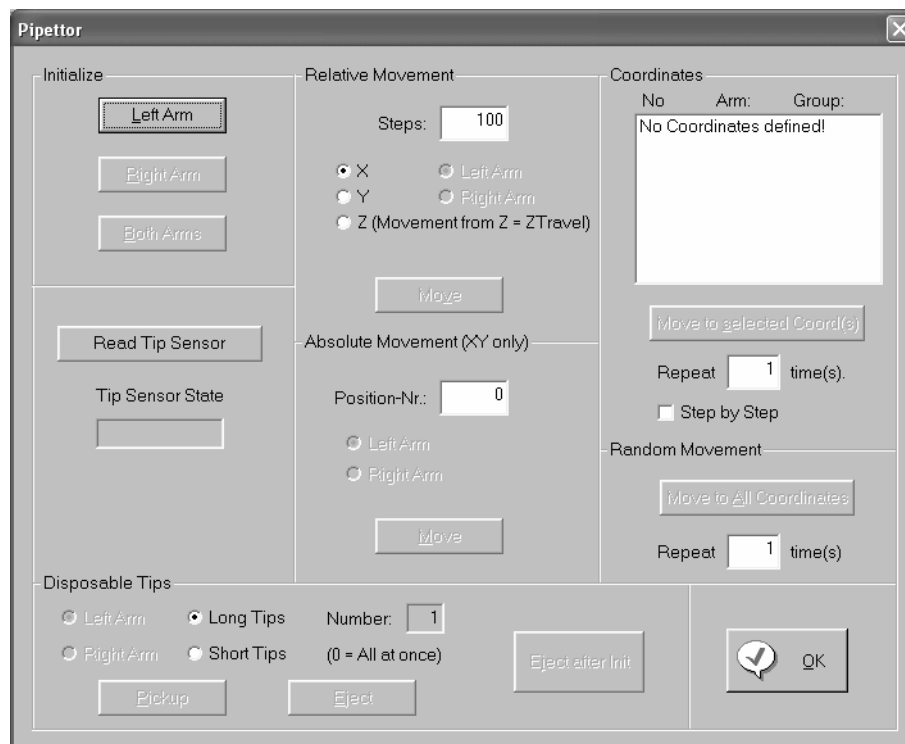 Pipettor
Initialize
Left Arm
Right Arm
Both Arms
Read Tip Sensor
Tip Sensor State
Relative Movement
Steps: 100
X
Left Arm
Y
Right Arm
Z (Movement from Z = ZTravel)
Move
Absolute Movement (XY only)
Position-Nr.: 0
Left Arm
Right Arm
Move
Coordinates
No Arm: Group:
No Coordinates defined!
Move to selected Coord(s)
Repeat 1 time(s).
Step by Step
Random Movement
Move to All Coordinates
Repeat 1 time(s)
Disposable Tips
Left Arm Long Tips Number: 1
Right Arm Short Tips (0 = All at once)
Pickup Eject
Eject after Init
OK